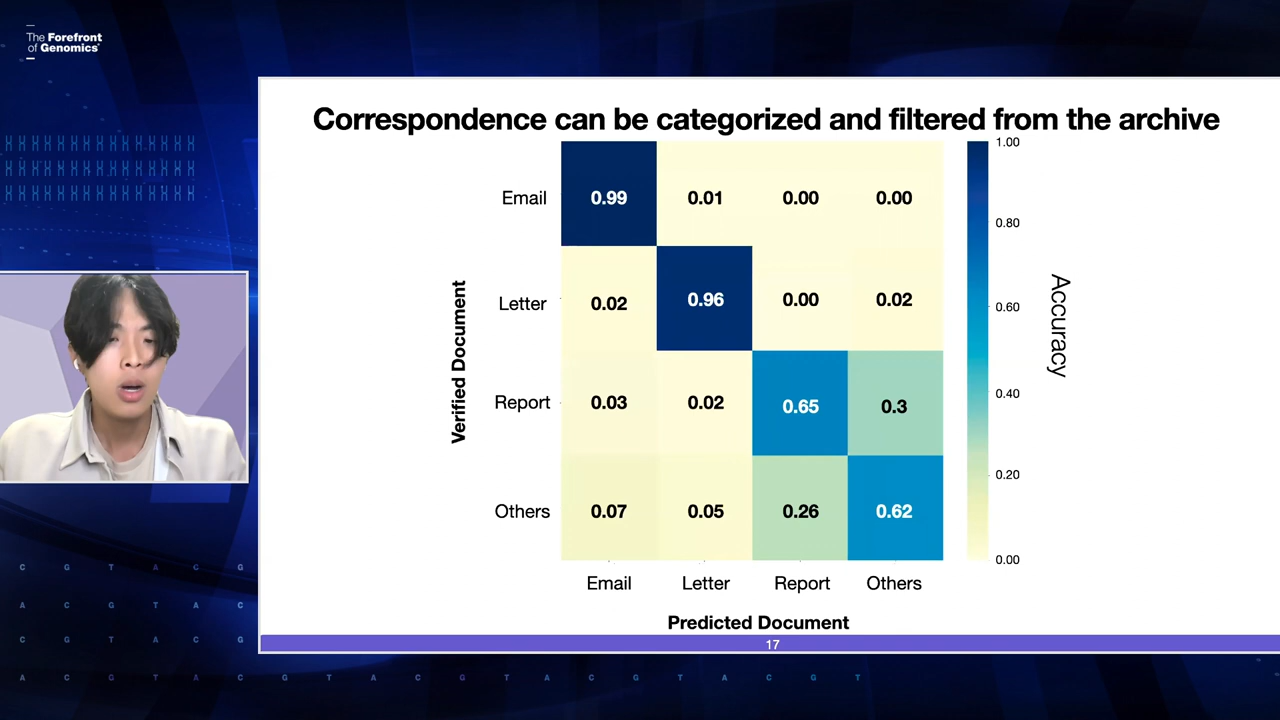 The Forefront
of Genomics®
Correspondence can be categorized and filtered from the archive
Email 0.99 0.01 0.00 0.00
Letter 0.02 0.96 0.00 0.02
Report 0.03 0.02 0.65 0.3
Others 0.07 0.05 0.26 0.62
Email Letter Report Others
Predicted Document
Verified Document
1.00
0.80
0.60
0.40
0.20
0.00
Accuracy
17
C G T A C G
A C G T A C
C G T A C G
A C G T A C G T A C G T A C G T A C G T